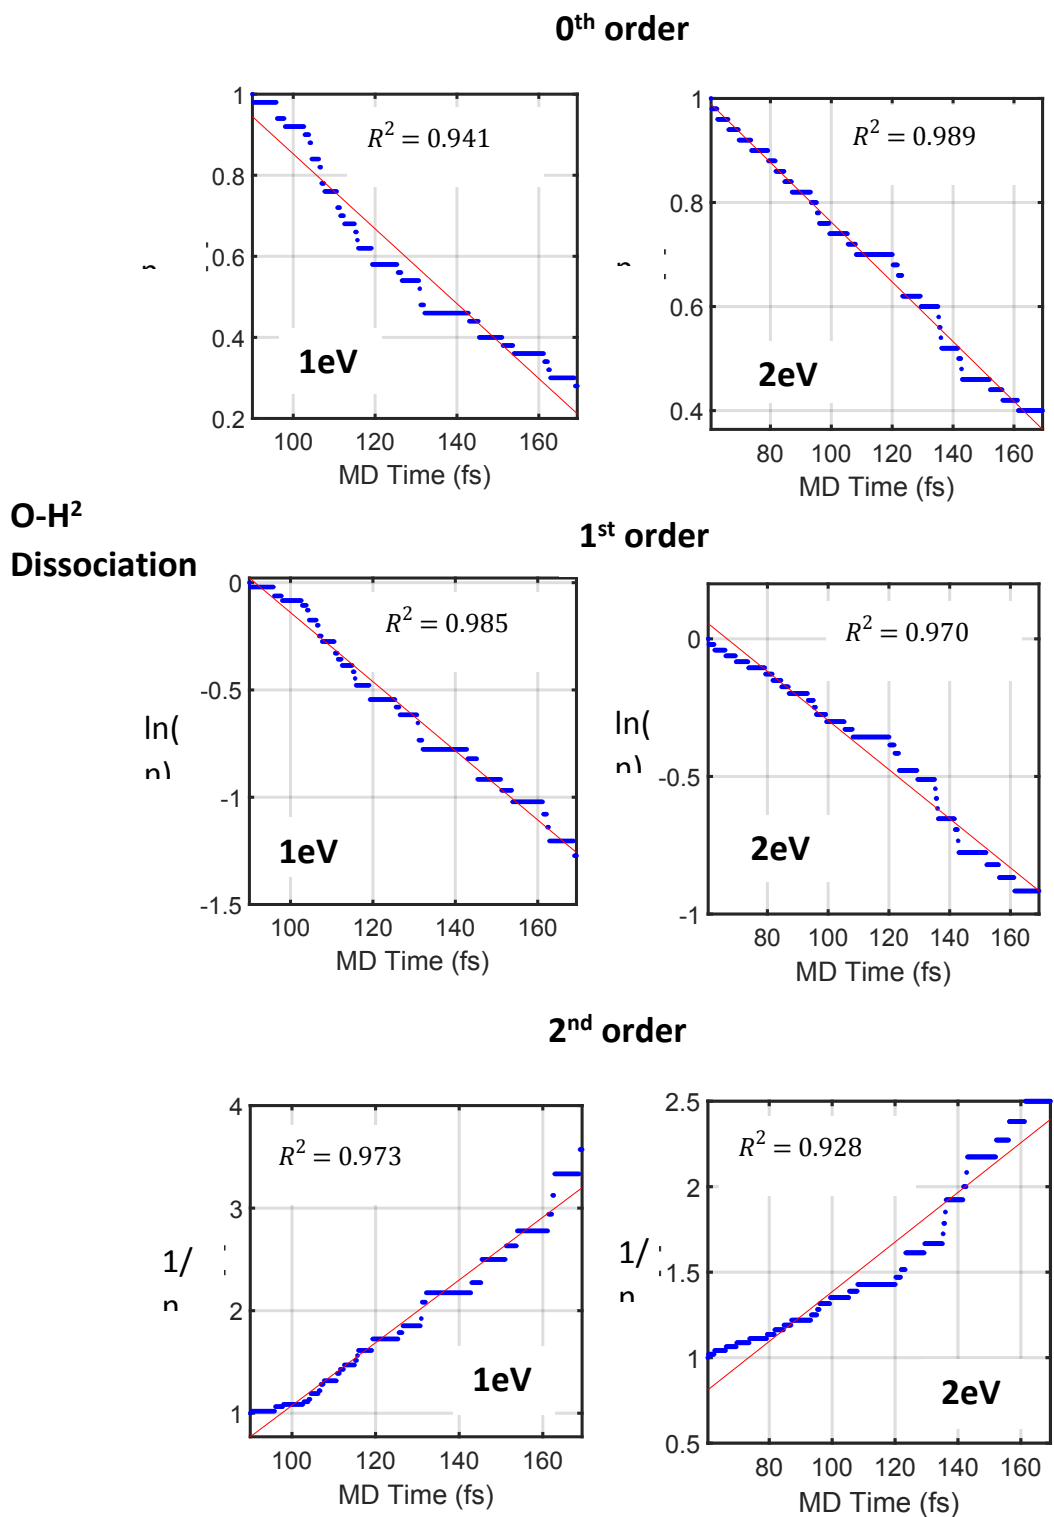 0th order
1
0.8
0.6
0.4
0.2
R² = 0.941
1eV
100 120 140 160
MD Time (fs)
1
0.8
0.6
0.4
R² = 0.989
2eV
80 100 120 140 160
MD Time (fs)
O-H²
Dissociation
1st order
0
-0.5
-1
-1.5
ln(
n)
R² = 0.985
1eV
100 120 140 160
MD Time (fs)
0
-0.5
-1
ln(
n)
R² = 0.970
2eV
80 100 120 140 160
MD Time (fs)
2nd order
4
3
2
1
1/
n
R² = 0.973
1eV
100 120 140 160
MD Time (fs)
2.5
2
1.5
1
0.5
1/
n
R² = 0.928
2eV
80 100 120 140 160
MD Time (fs)